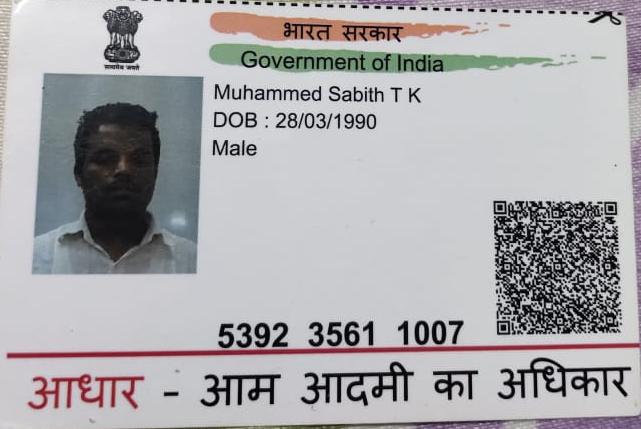 सत्यमेव जयते
भारत सरकार
Government of India
Muhammed Sabith T K
DOB : 28/03/1990
Male
5392 3561 1007
आधार - आम आदमी का अधिकार